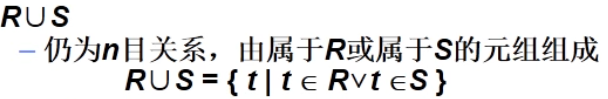 R∪S
– 仍为n目关系，由属于R或属于S的元组组成
R∪S = { t | t ∈ R∨t ∈S }